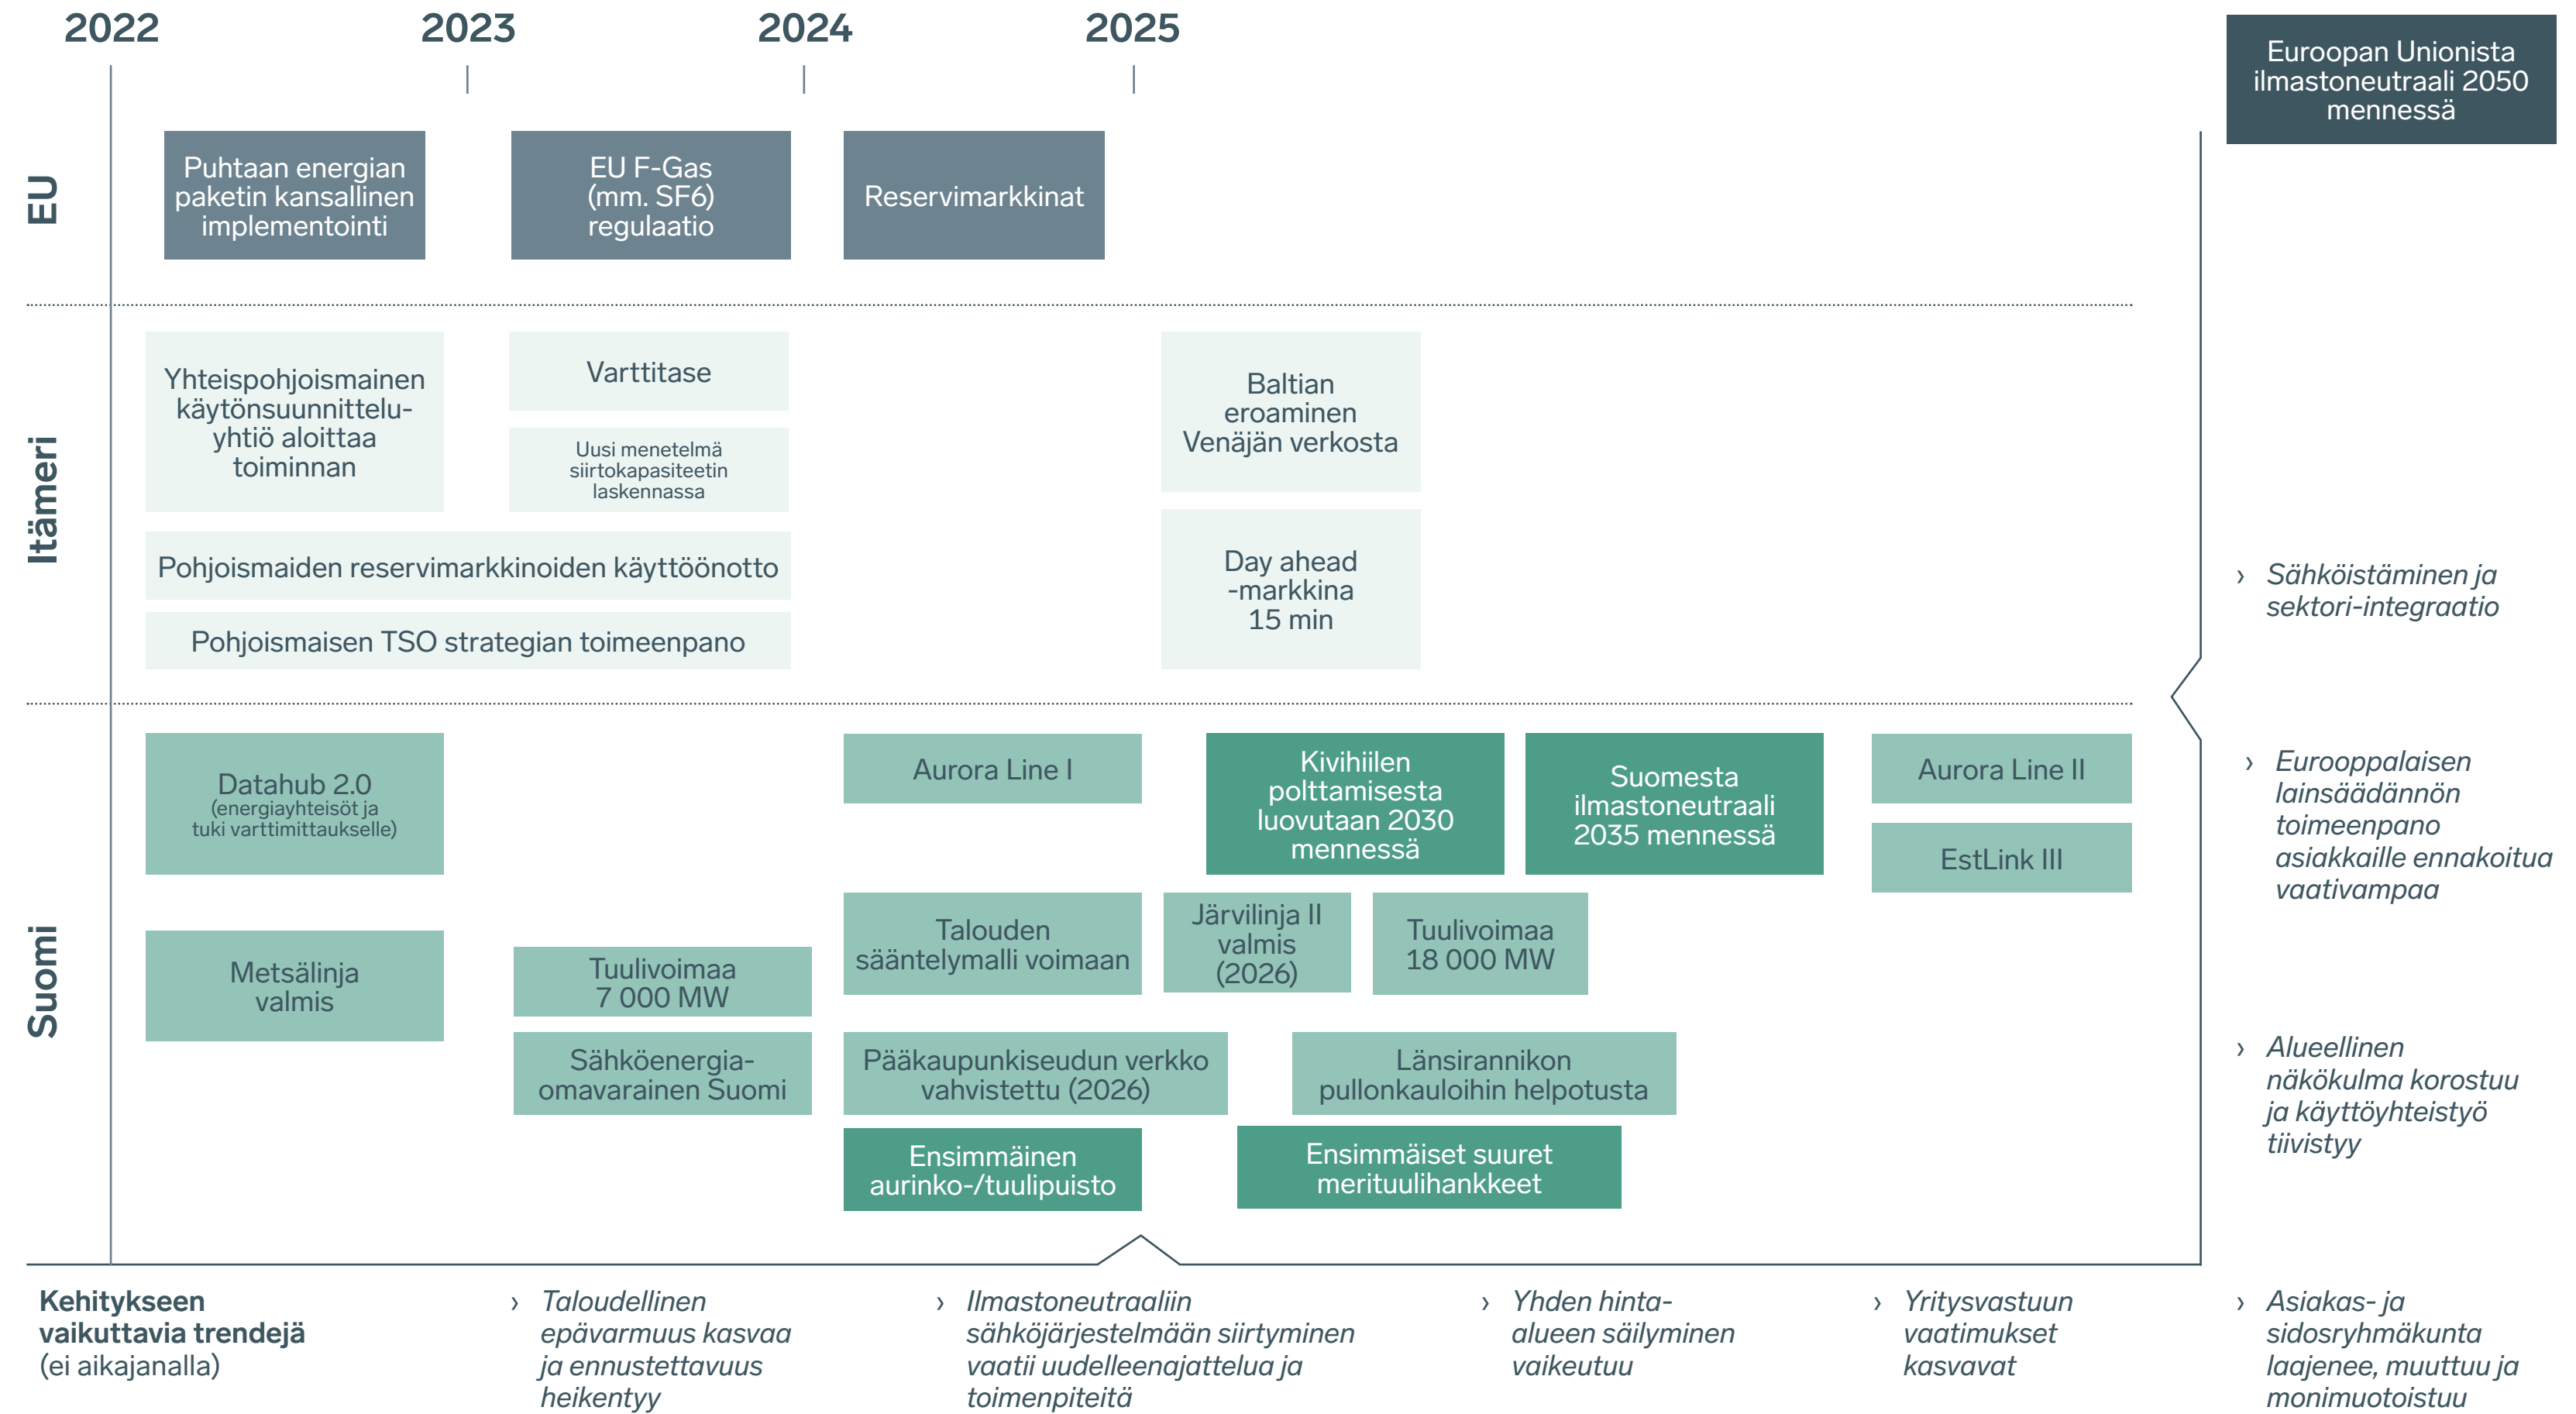 2022
2023
2024
2025
Euroopan Unionista
ilmastoneutraali 2050
mennessä
EU
Puhtaan energian
paketin kansallinen
implementointi
EU F-Gas
(mm. SF6)
regulaatio
Reservimarkkinat
Itämeri
Yhteispohjoismainen
käytönsuunnittelu-
yhtiö aloittaa
toiminnan
Varttitase
Uusi menetelmä
siirtokapasiteetin
laskennassa
Pohjoismaiden reservimarkkinoiden käyttöönotto
Pohjoismaisen TSO strategian toimeenpano
Baltian
eroaminen
Venäjän verkosta
Day ahead
-markkina
15 min
Suomi
Datahub 2.0
(energiayhteisöt ja
tuki varttimittaukselle)
Metsälinja
valmis
Tuulivoimaa
7 000 MW
Sähköenergia-
omavarainen Suomi
Aurora Line I
Talouden
sääntelymalli voimaan
Pääkaupunkiseudun verkko
vahvistettu (2026)
Ensimmäinen
aurinko-/tuulipuisto
Kivihiilen
polttamisesta
luovutaan 2030
mennessä
Suomesta
ilmastoneutraali
2035 mennessä
Järvilinja II
valmis
(2026)
Tuulivoimaa
18 000 MW
Länsirannikon
pullonkauloihin helpotusta
Ensimmäiset suuret
merituulihankkeet
Aurora Line II
EstLink III
› Sähköistäminen ja
sektori-integraatio
› Eurooppalaisen
lainsäädännön
toimeenpano
asiakkaille ennakoitua
vaativampaa
› Alueellinen
näkökulma korostuu
ja käyttöyhteistyö
tiivistyy
Kehitykseen
vaikuttavia trendejä
(ei aikajanalla)
› Taloudellinen
epävarmuus kasvaa
ja ennustettavuus
heikentyy
› Ilmastoneutraaliin
sähköjärjestelmään siirtyminen
vaatii uudelleenajattelua ja
toimenpiteitä
› Yhden hinta-
alueen säilyminen
vaikeutuu
› Yritysvastuun
vaatimukset
kasvavat
› Asiakas- ja
sidosryhmäkunta
laajenee, muuttuu ja
monimuotoistuu